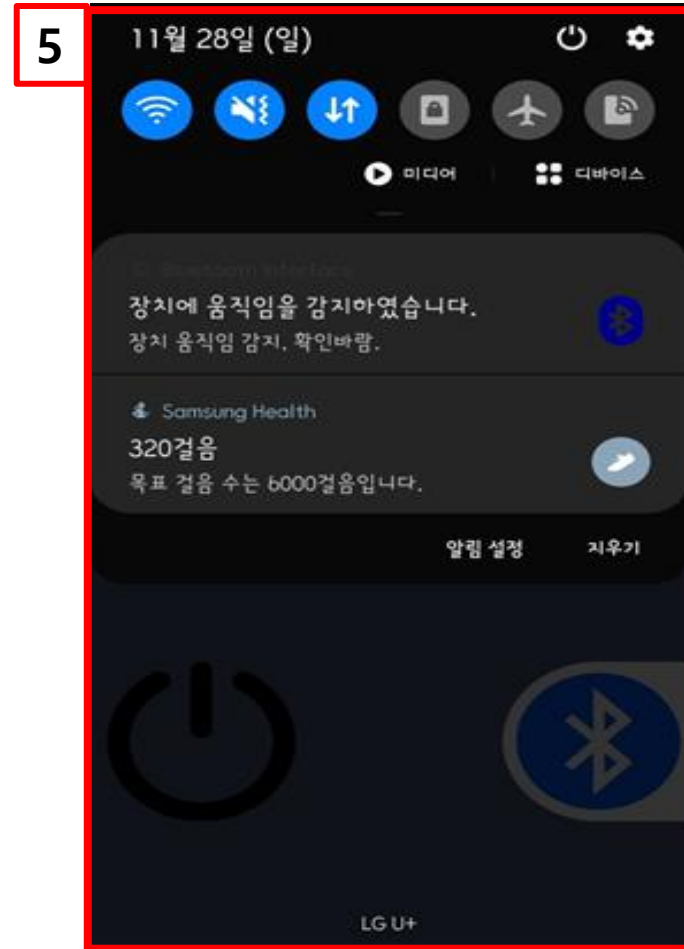 5
11월 28일 (일)
미디어
디바이스
Bluetooth Interface
장치에 움직임을 감지하였습니다.
장치 움직임 감지. 확인바람.
Samsung Health
320걸음
목표 걸음 수는 6000걸음입니다.
알림 설정
지우기
LG U+